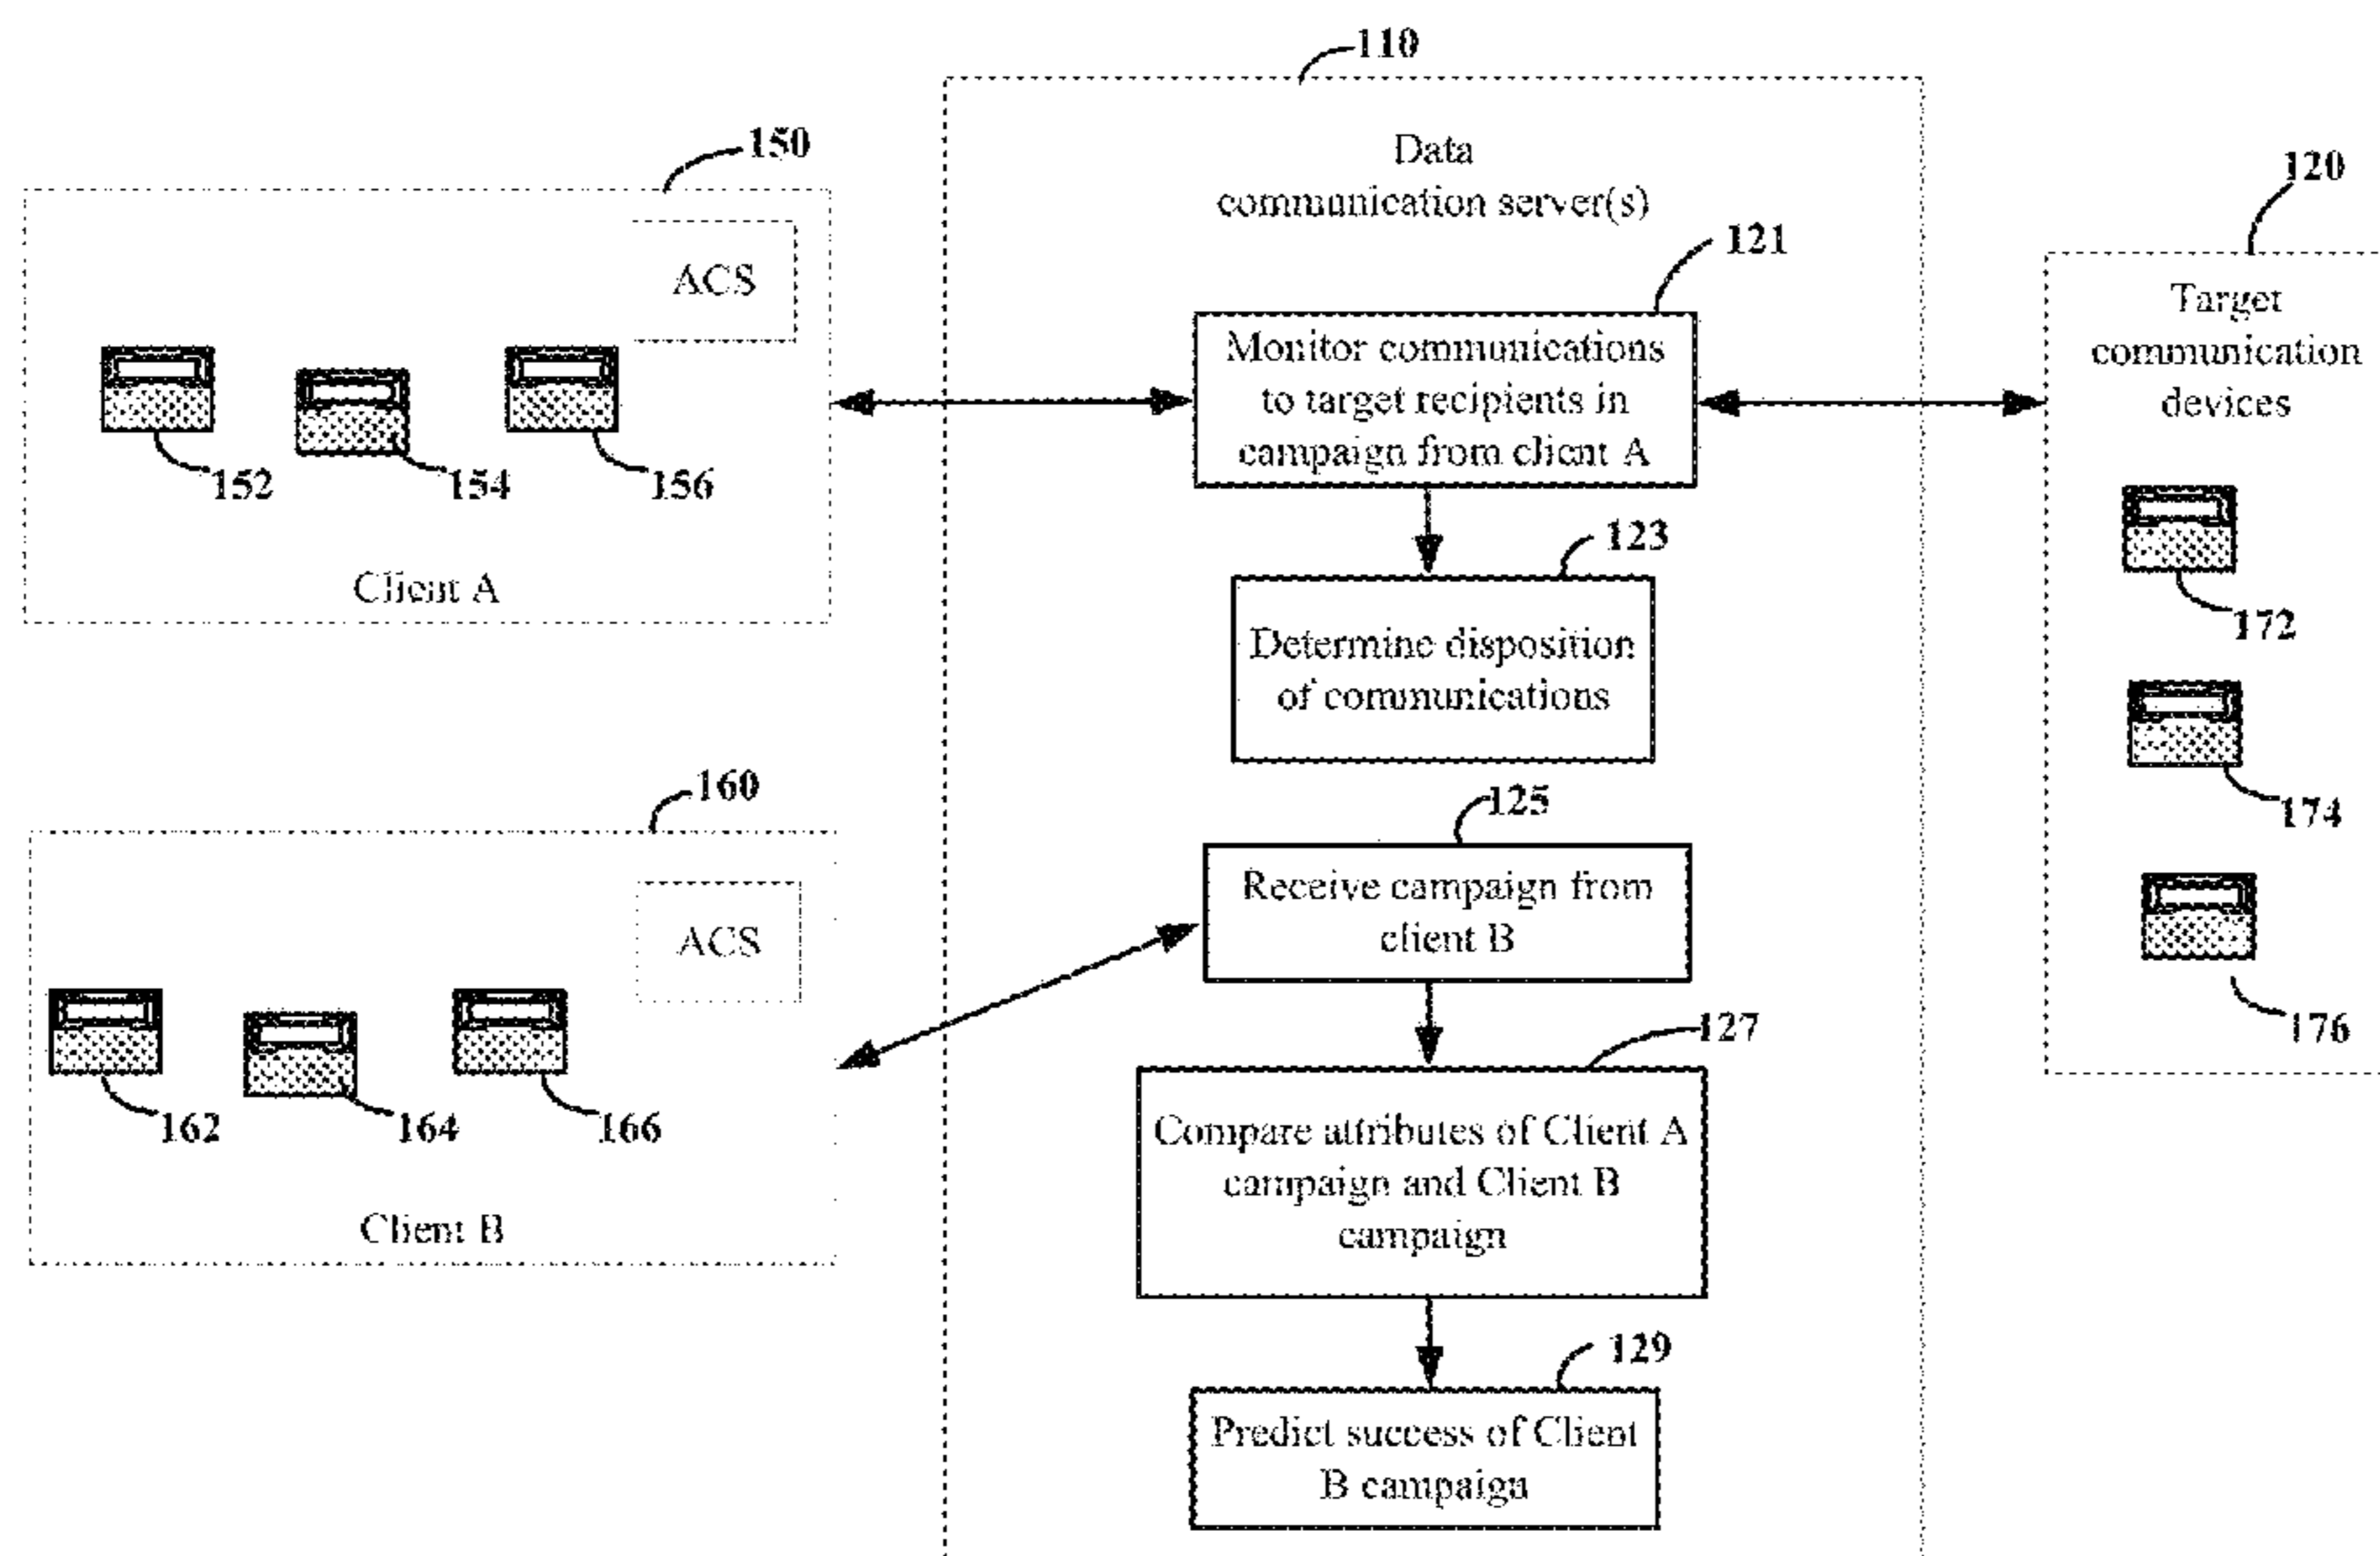 110
Data
communication server(s)
150
ACS
152
154
156
Client A
121
Monitor communications
to target recipients in
campaign from client A
120
Target
communication
devices
172
174
176
123
Determine disposition
of communications
160
ACS
162
164
166
Client B
125
Receive campaign from
client B
127
Compare attributes of Client A
campaign and Client B
campaign
129
Predict success of Client
B campaign